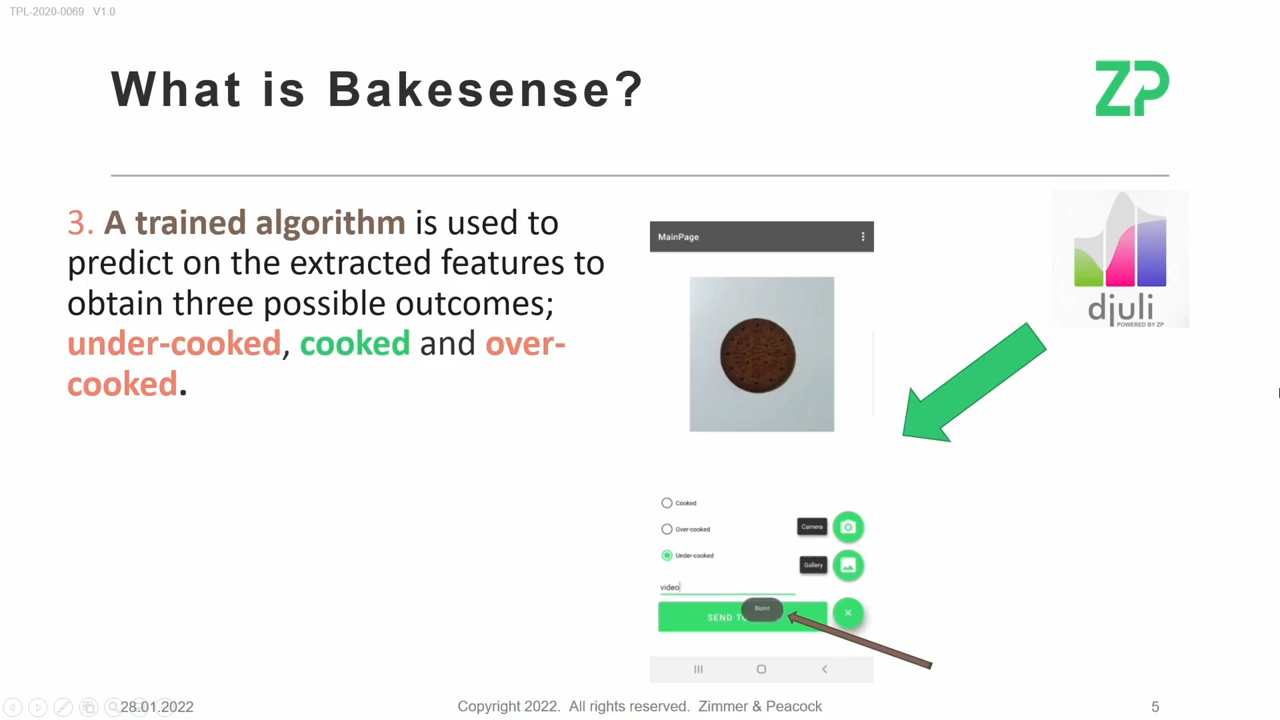 TPL-2020-0069 V1.0
What is Bakesense?
ZP
3. A trained algorithm is used to
predict on the extracted features to
obtain three possible outcomes;
under-cooked, cooked and over-
cooked.
djuli
POWERED BY ZP
MainPage
Cooked
Over-cooked
Under-cooked
Camera
Gallery
video
Burnt
SEND TO
28.01.2022
Copyright 2022. All rights reserved. Zimmer & Peacock
5